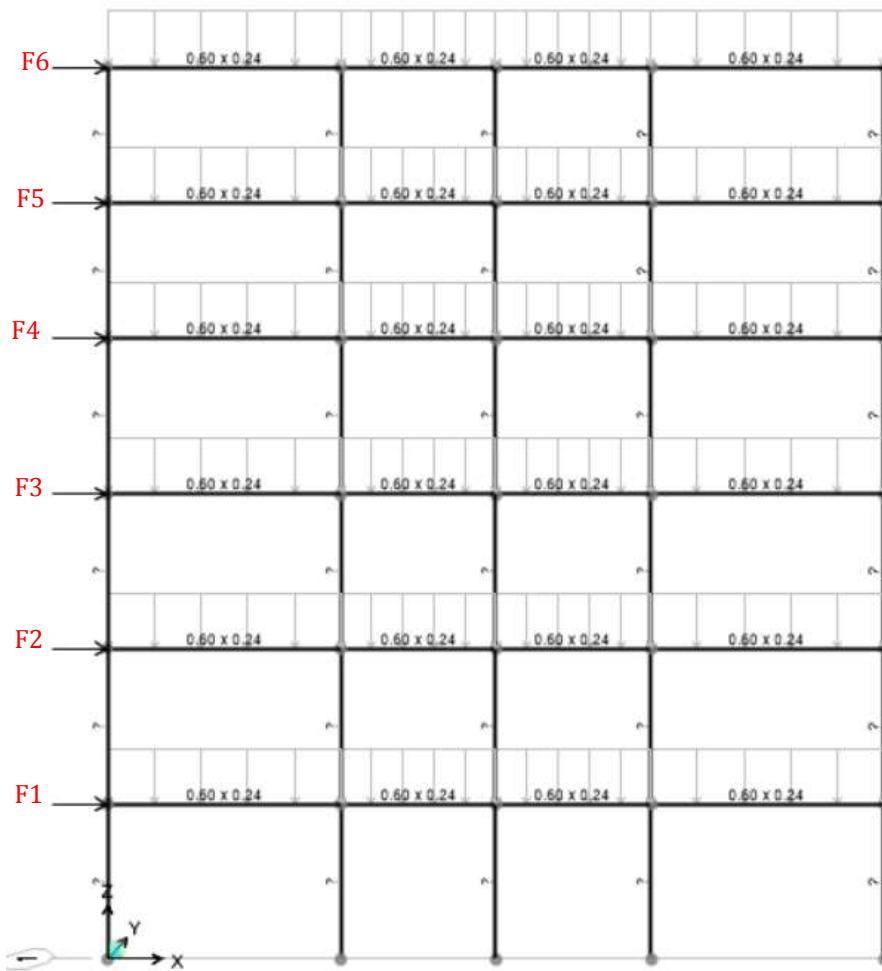 F6 0.60 x 0.24 0.60 x 0.24 0.60 x 0.24 0.60 x 0.24
? ? ? ? ?
F5 0.60 x 0.24 0.60 x 0.24 0.60 x 0.24 0.60 x 0.24
? ? ? ? ?
F4 0.60 x 0.24 0.60 x 0.24 0.60 x 0.24 0.60 x 0.24
? ? ? ? ?
F3 0.60 x 0.24 0.60 x 0.24 0.60 x 0.24 0.60 x 0.24
? ? ? ? ?
F2 0.60 x 0.24 0.60 x 0.24 0.60 x 0.24 0.60 x 0.24
? ? ? ? ?
F1 0.60 x 0.24 0.60 x 0.24 0.60 x 0.24 0.60 x 0.24
? ? ? ? ?
Z
Y
X